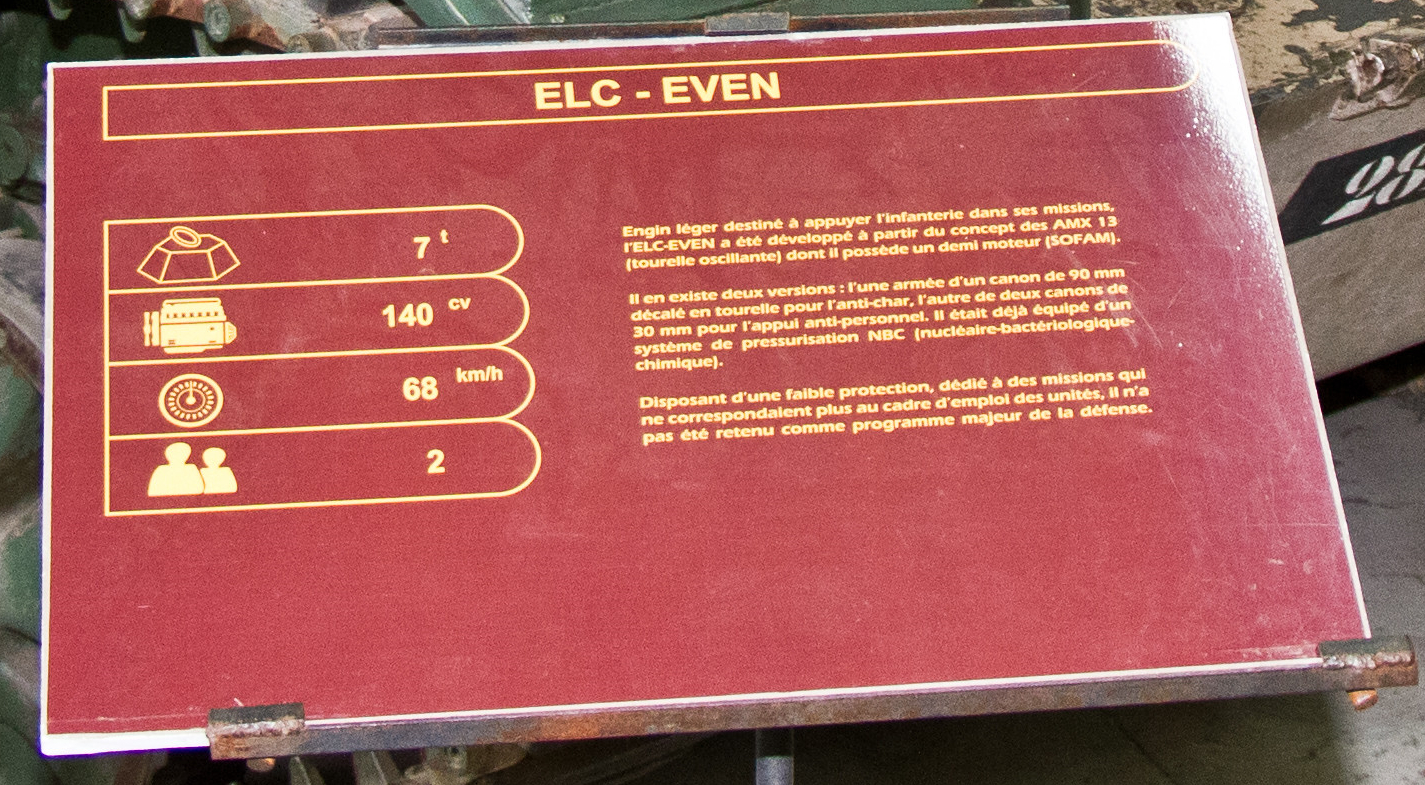 ELC - EVEN
7 t
140 cv
68 km/h
2
Engin léger destiné à appuyer l'infanterie dans ses missions,
l'ELC-EVEN a été développé à partir du concept des AMX 13
(tourelle oscillante) dont il possède un demi moteur (SOFAM).
Il en existe deux versions : l'une armée d'un canon de 90 mm
décalé en tourelle pour l'anti-char, l'autre de deux canons de
30 mm pour l'appui anti-personnel. Il était déjà équipé d'un
système de pressurisation NBC (nucléaire-bactériologique-
chimique).
Disposant d'une faible protection, dédié à des missions qui
ne correspondaient plus au cadre d'emploi des unités, il n'a
pas été retenu comme programme majeur de la défense.